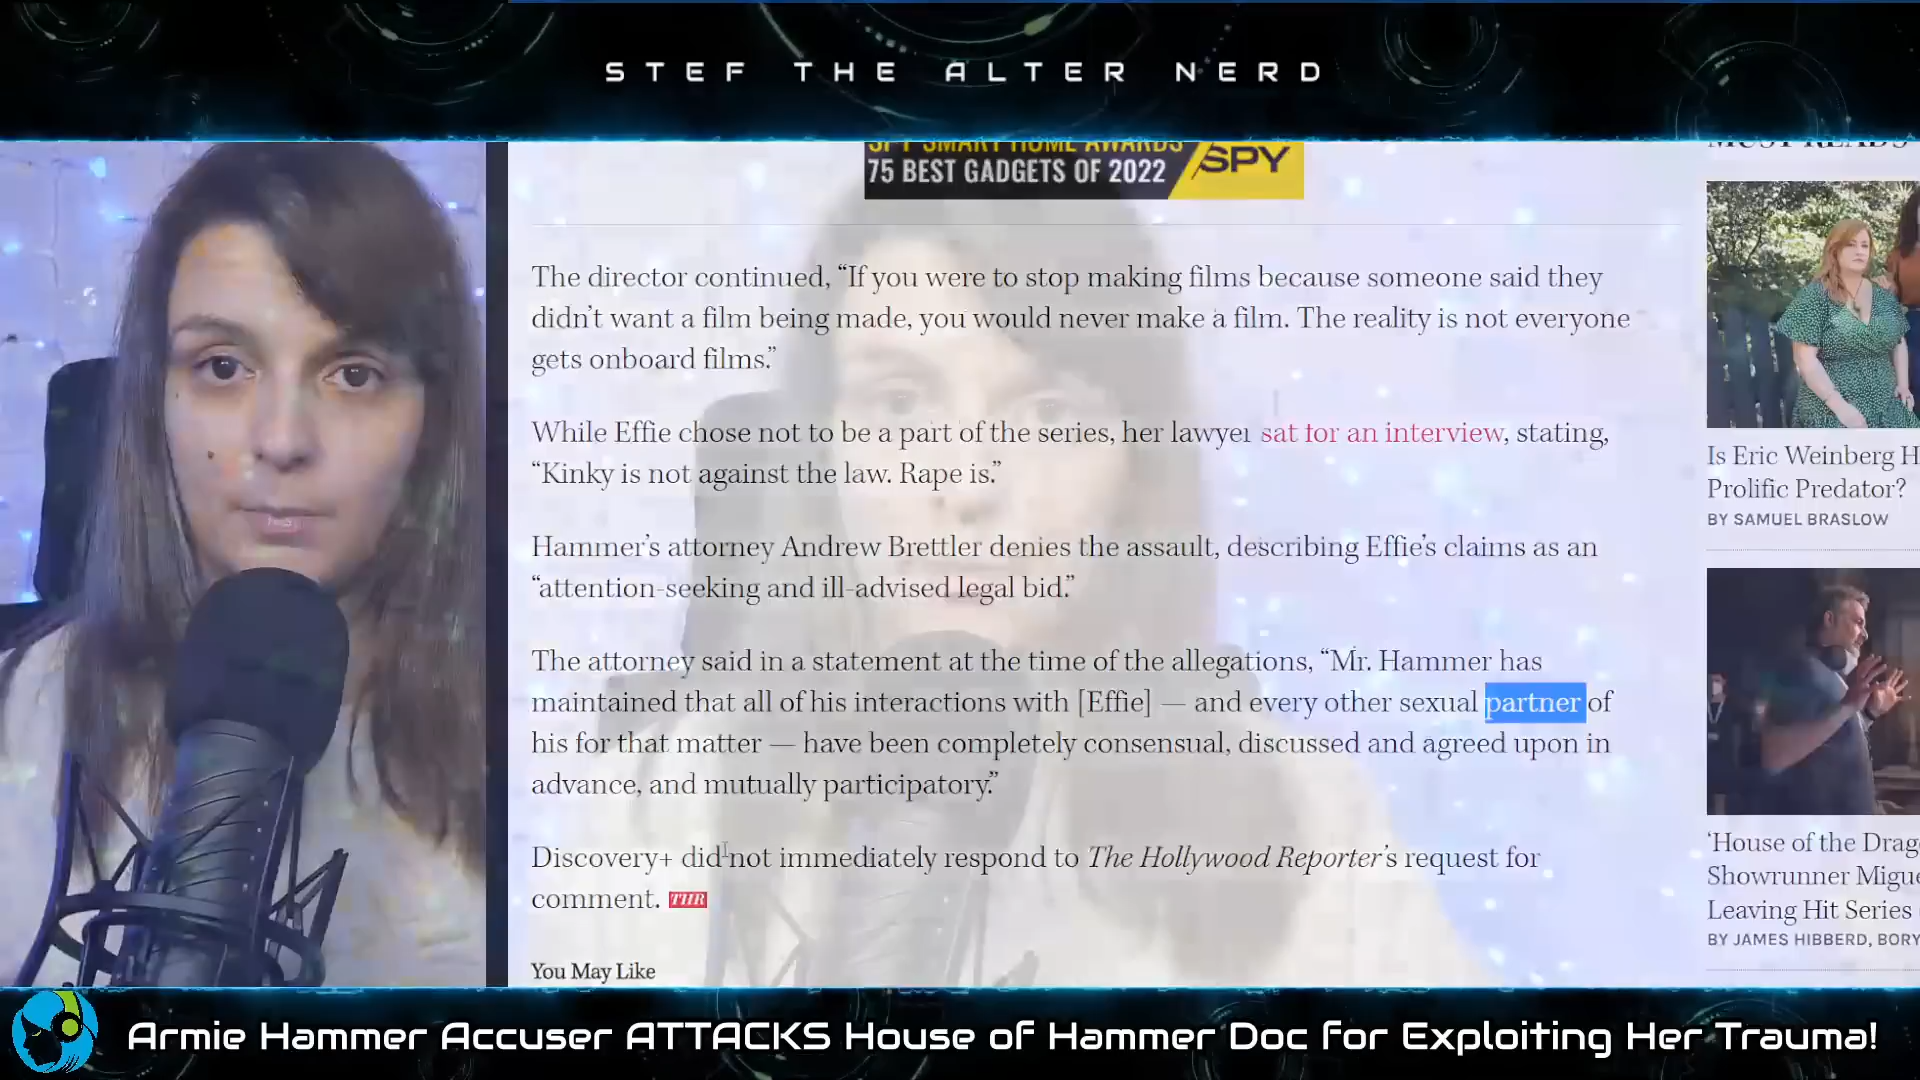 STEF THE ALTER NERD
SPY SMART HOME AWARDS
75 BEST GADGETS OF 2022
SPY
MUST READS
The director continued, “If you were to stop making films because someone said they
didn’t want a film being made, you would never make a film. The reality is not everyone
gets onboard films.”
While Effie chose not to be a part of the series, her lawyer sat for an interview, stating,
“Kinky is not against the law. Rape is.”
Hammer’s attorney Andrew Brettler denies the assault, describing Effie’s claims as an
“attention-seeking and ill-advised legal bid.”
The attorney said in a statement at the time of the allegations, “Mr. Hammer has
maintained that all of his interactions with [Effie] — and every other sexual partner of
his for that matter — have been completely consensual, discussed and agreed upon in
advance, and mutually participatory.”
Discovery+ did not immediately respond to The Hollywood Reporter’s request for
comment. THR
You May Like
Is Eric Weinberg H
Prolific Predator?
BY SAMUEL BRASLOW
‘House of the Drag
Showrunner Migue
Leaving Hit Series
BY JAMES HIBBERD, BORY
Armie Hammer Accuser ATTACKS House of Hammer Doc for Exploiting Her Trauma!